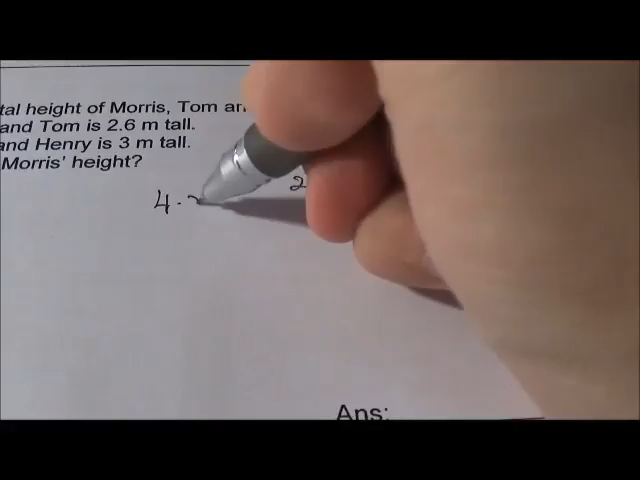 tal height of Morris, Tom an
and Tom is 2.6 m tall.
and Henry is 3 m tall.
Morris' height?
2
4.
Ans: